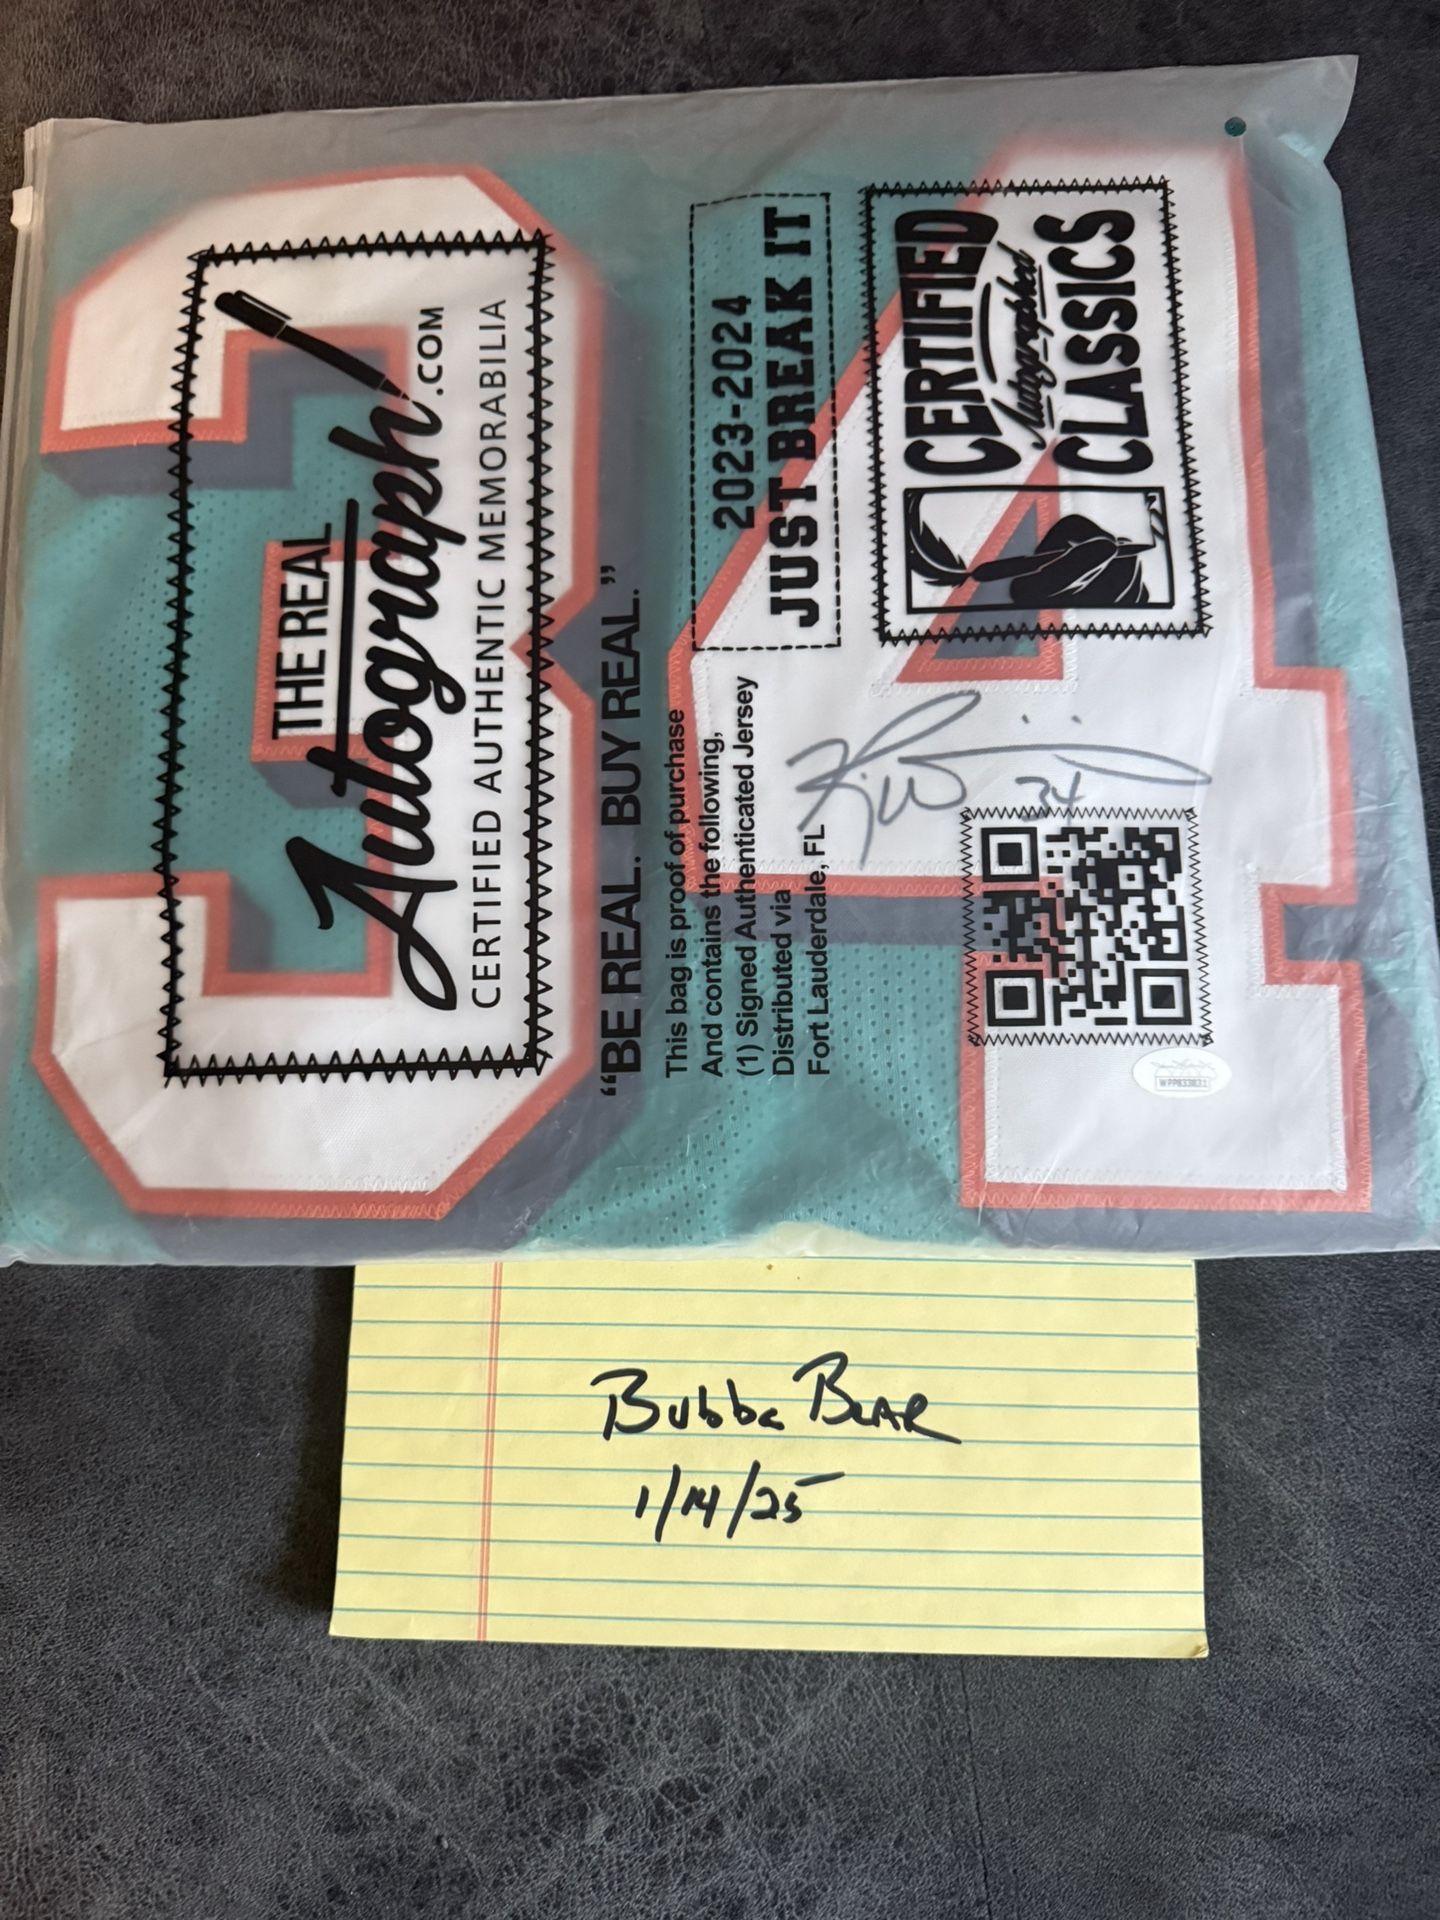 THE REAL
Autograph.COM
CERTIFIED AUTHENTIC MEMORABILIA
"BE REAL. BUY REAL."
This bag is proof of purchase
And contains the following,
(1) Signed Authenticated Jersey
Distributed via
Fort Lauderdale, FL
2023-2024
JUST BREAK IT
CERTIFIED
Autographed
CLASSICS
34
34
WPP833831
Bubba BEAR
1/14/25